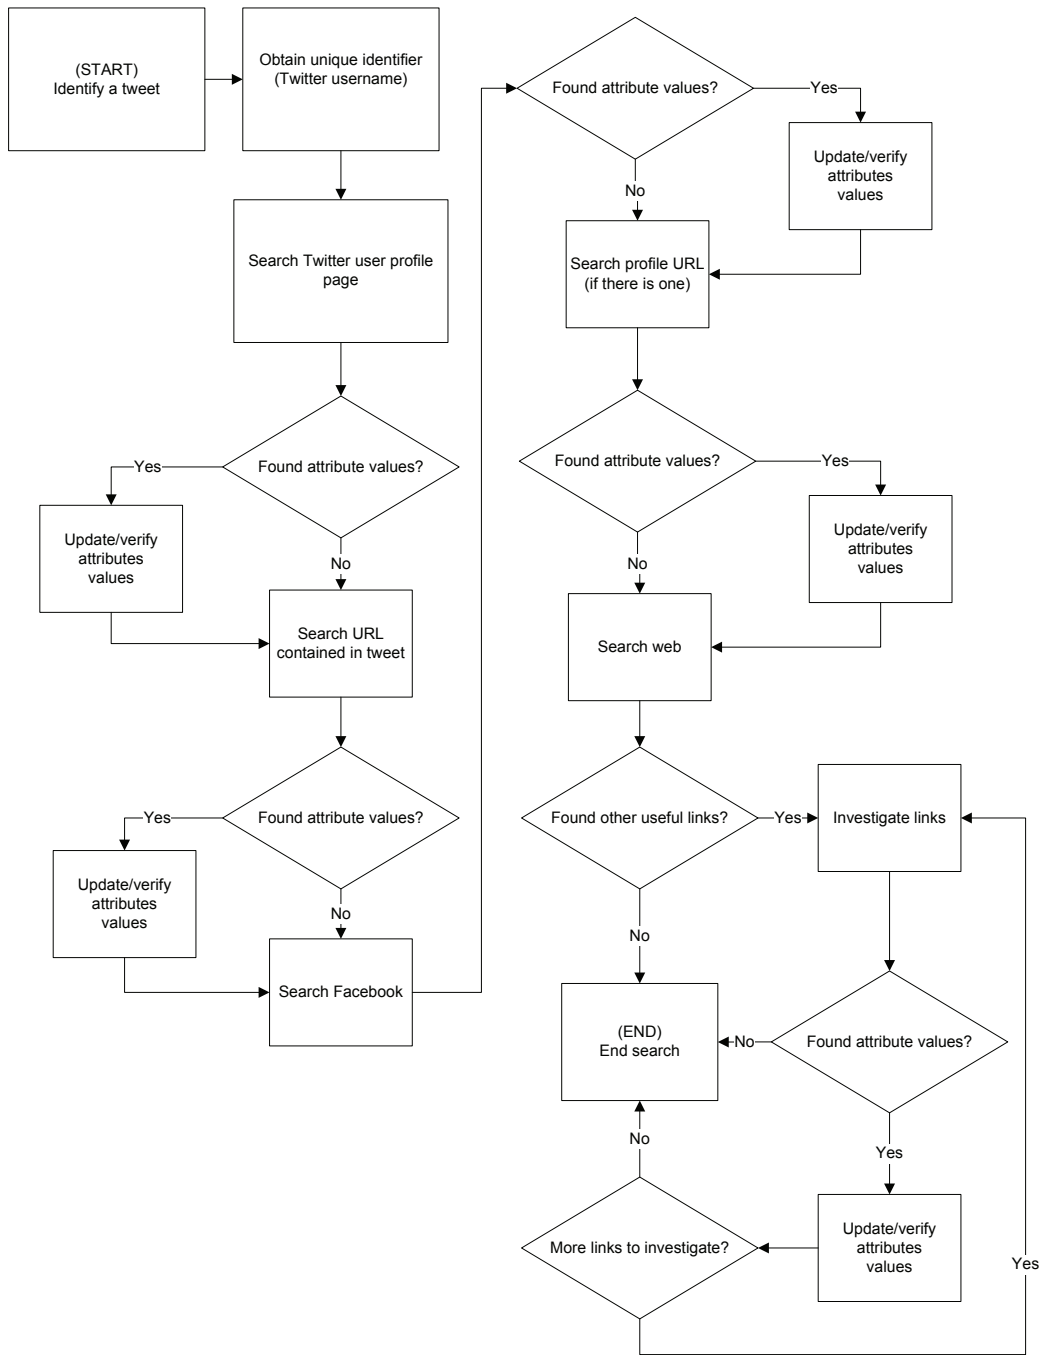 (START)
Identify a tweet
Obtain unique identifier
(Twitter username)
Search Twitter user profile
page
Found attribute values?
Yes
Update/verify
attributes
values
No
Search URL
contained in tweet
Found attribute values?
Yes
Update/verify
attributes
values
No
Search Facebook
Found attribute values?
Yes
Update/verify
attributes
values
No
Search profile URL
(if there is one)
Found attribute values?
Yes
Update/verify
attributes
values
No
Search web
Found other useful links?
Yes
Investigate links
No
(END)
End search
No
Found attribute values?
Yes
Update/verify
attributes
values
More links to investigate?
No
Yes